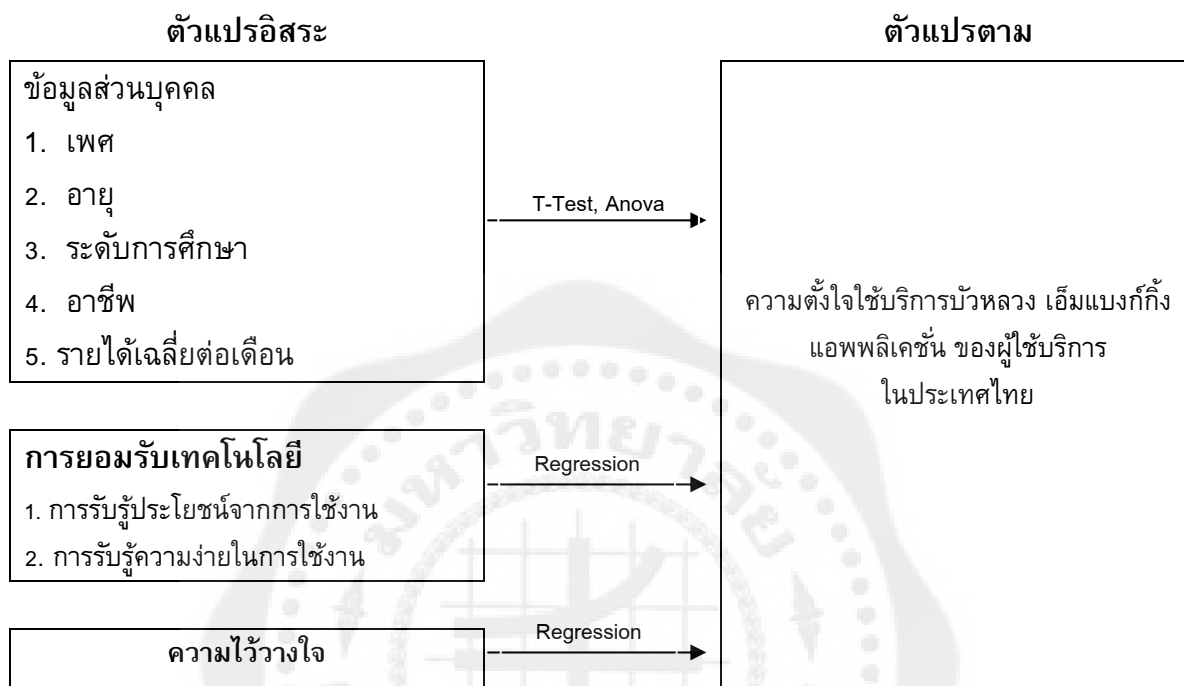 ตัวแปรอิสระ
ตัวแปรตาม
ข้อมูลส่วนบุคคล
1. เพศ
2. อายุ
3. ระดับการศึกษา
4. อาชีพ
5. รายได้เฉลี่ยต่อเดือน
T-Test, Anova
การยอมรับเทคโนโลยี
1. การรับรู้ประโยชน์จากการใช้งาน
2. การรับรู้ความง่ายในการใช้งาน
Regression
ความไว้วางใจ
Regression
ความตั้งใจใช้บริการบัวหลวง เอ็มแบงก์กิ้ง
แอพพลิเคชั่น ของผู้ใช้บริการ
ในประเทศไทย
มหาวิทยาลัย